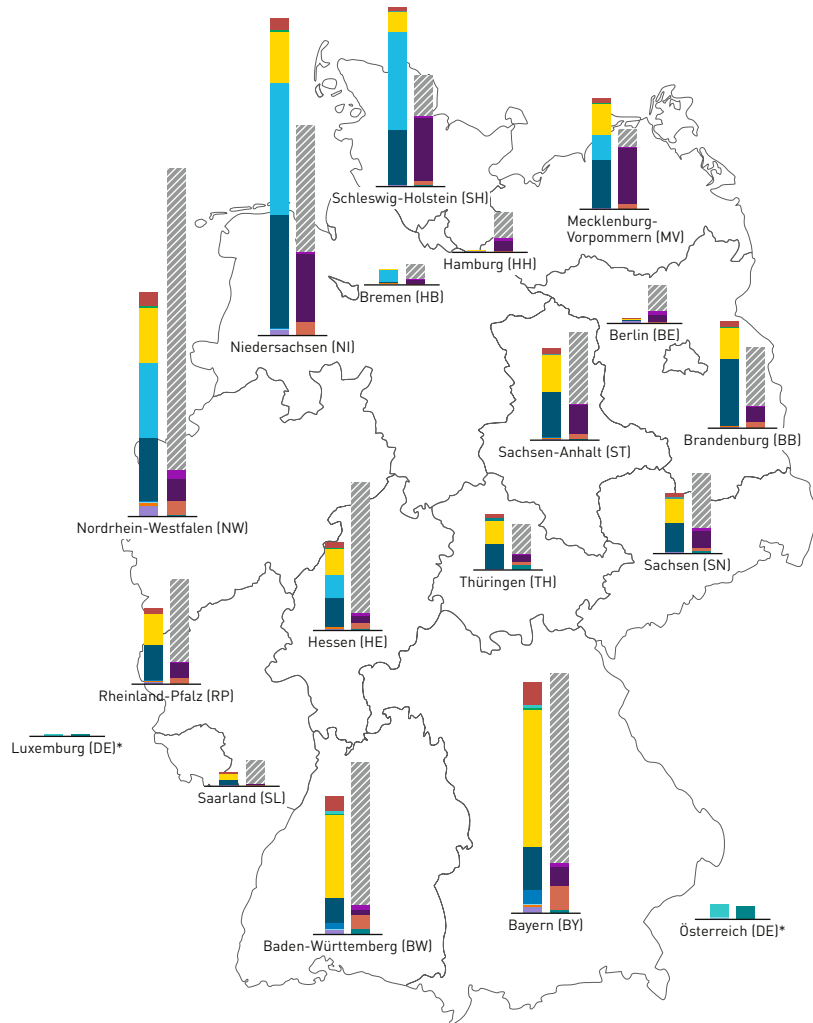 Schleswig-Holstein (SH)
Mecklenburg-
Vorpommern (MV)
Hamburg (HH)
Bremen (HB)
Niedersachsen (NI)
Berlin (BE)
Brandenburg (BB)
Sachsen-Anhalt (ST)
Nordrhein-Westfalen (NW)
Sachsen (SN)
Thüringen (TH)
Hessen (HE)
Rheinland-Pfalz (RP)
Luxemburg (DE)*
Saarland (SL)
Bayern (BY)
Österreich (DE)*
Baden-Württemberg (BW)